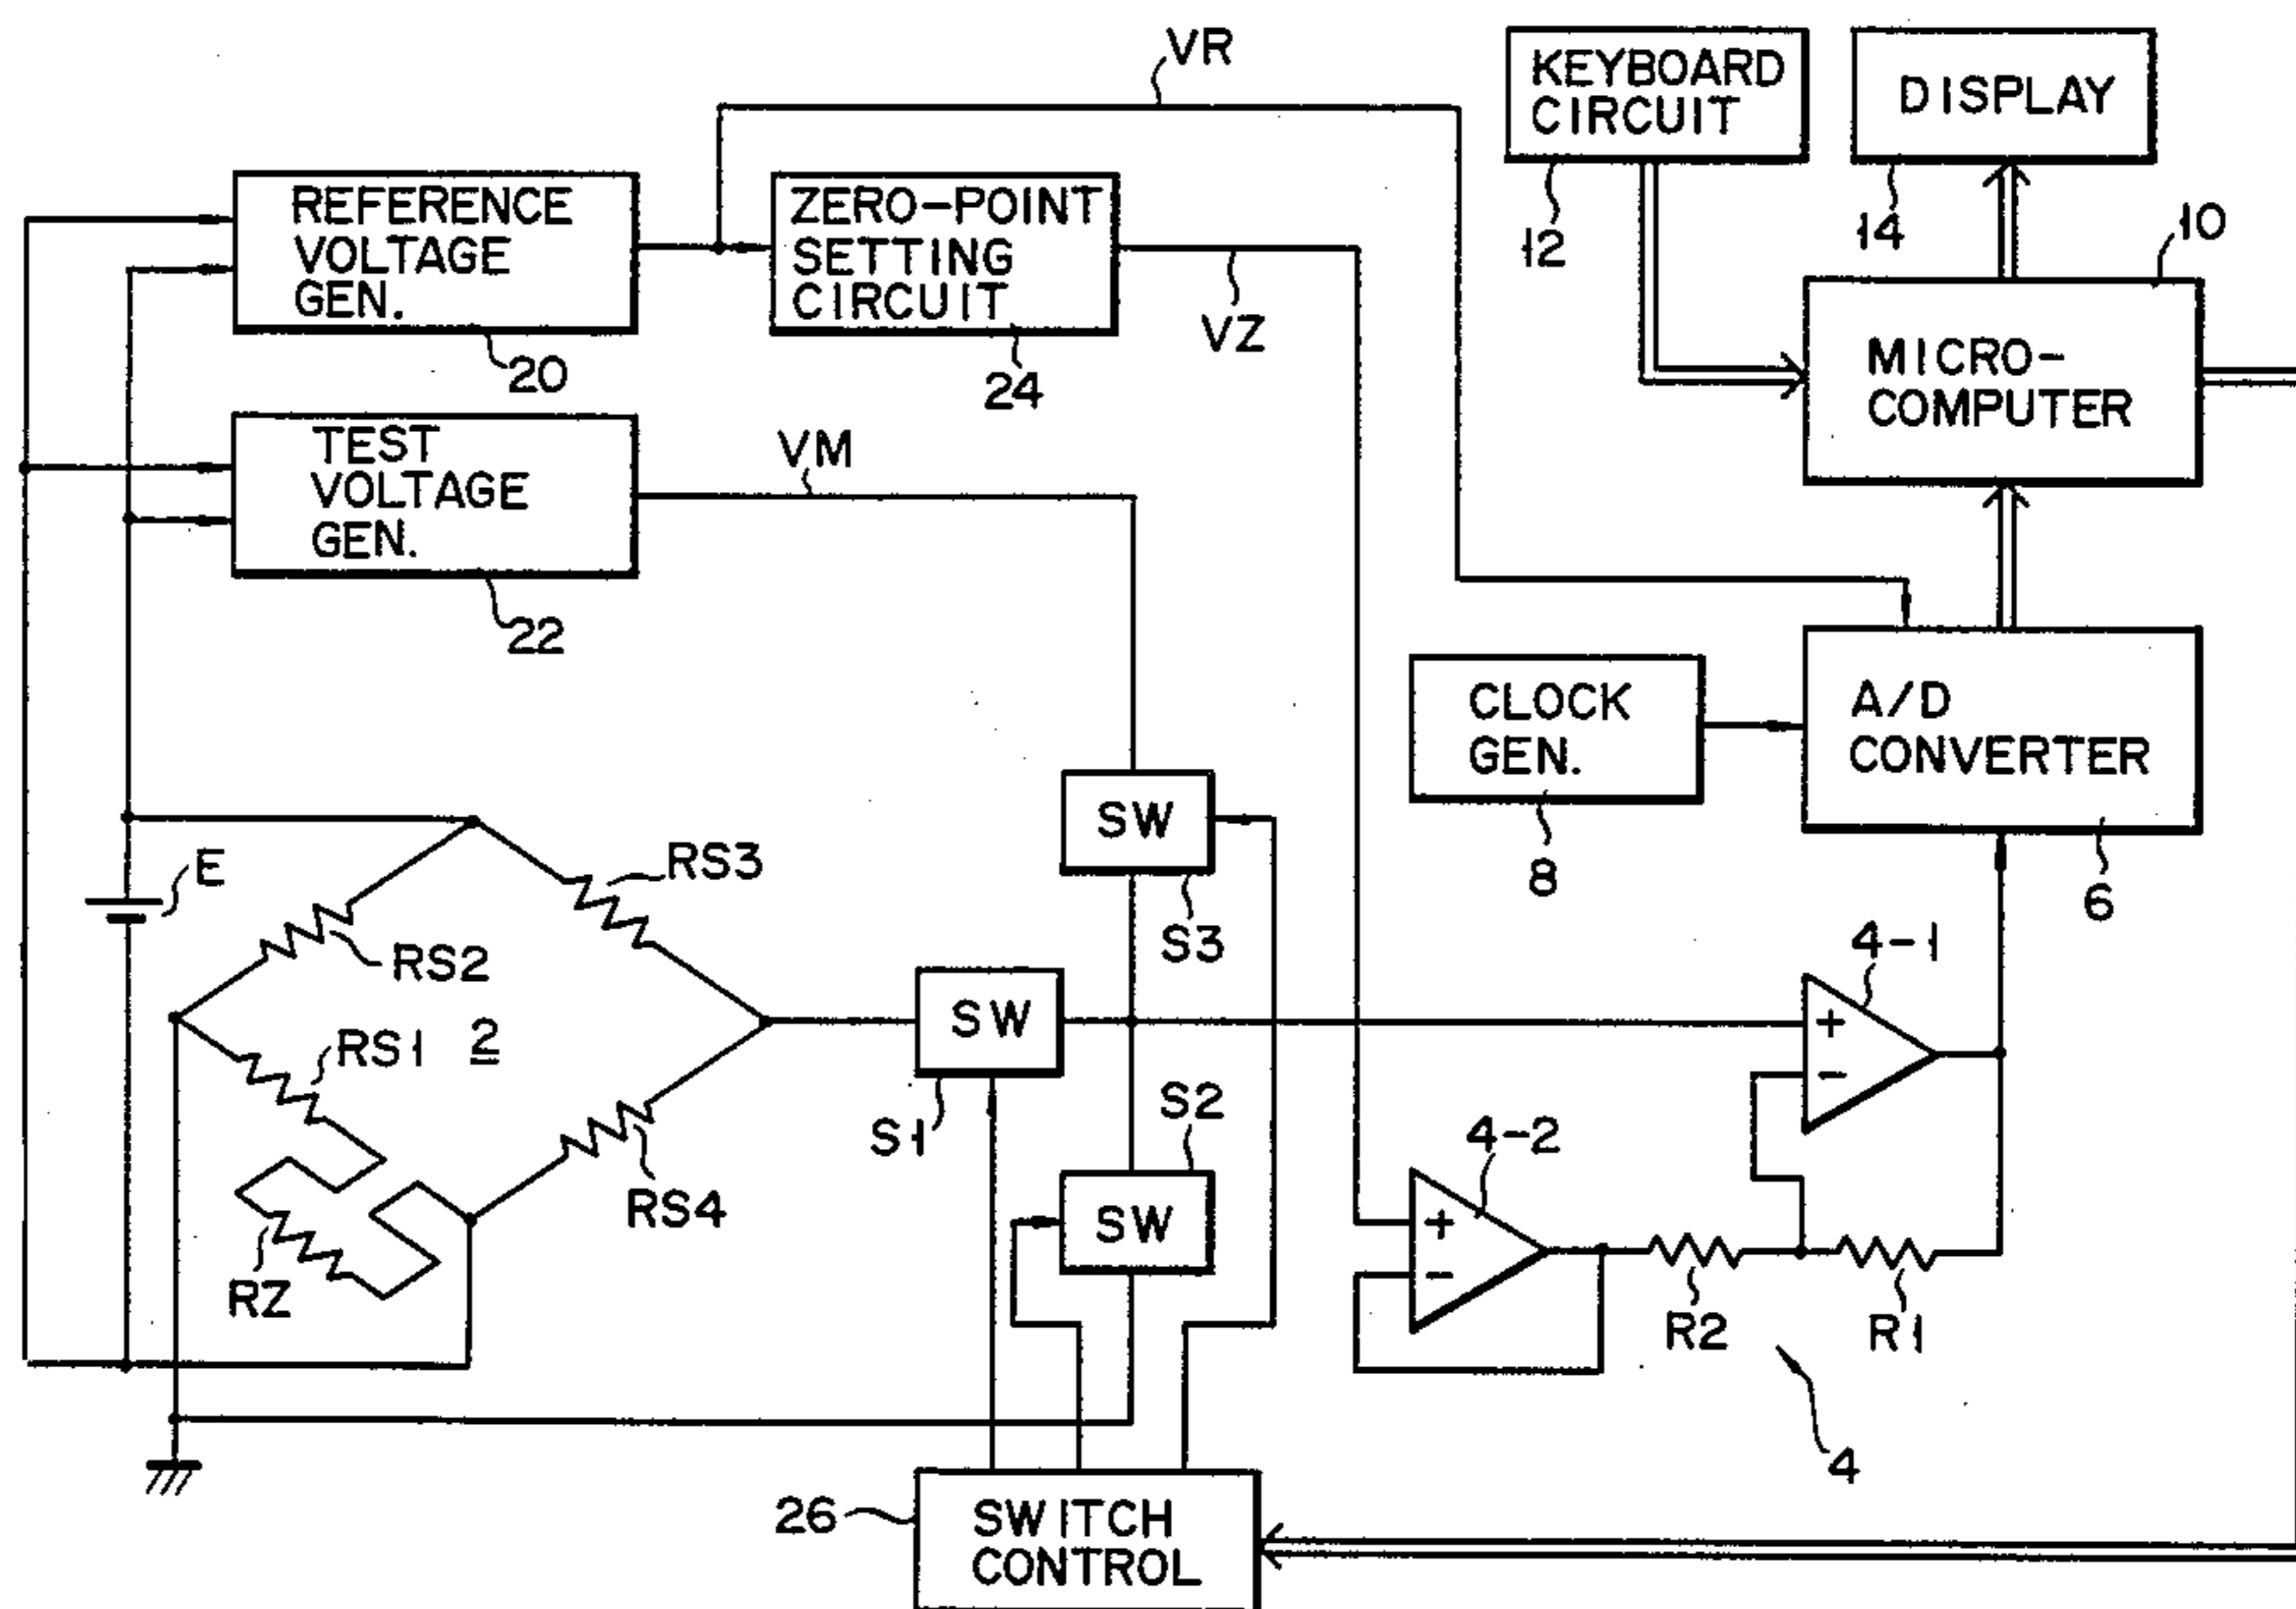 VR
KEYBOARD
CIRCUIT
DISPLAY
12
14
10
REFERENCE
VOLTAGE
GEN.
ZERO-POINT
SETTING
CIRCUIT
VZ
20
24
MICRO-
COMPUTER
TEST
VOLTAGE
GEN.
VM
22
CLOCK
GEN.
A/D
CONVERTER
SW
E
RS3
8
6
S3
RS2
4-1
SW
+
-
RS1
2
S1
S2
4-2
RS4
SW
+
-
RZ
R2
R1
4
26
SWITCH
CONTROL